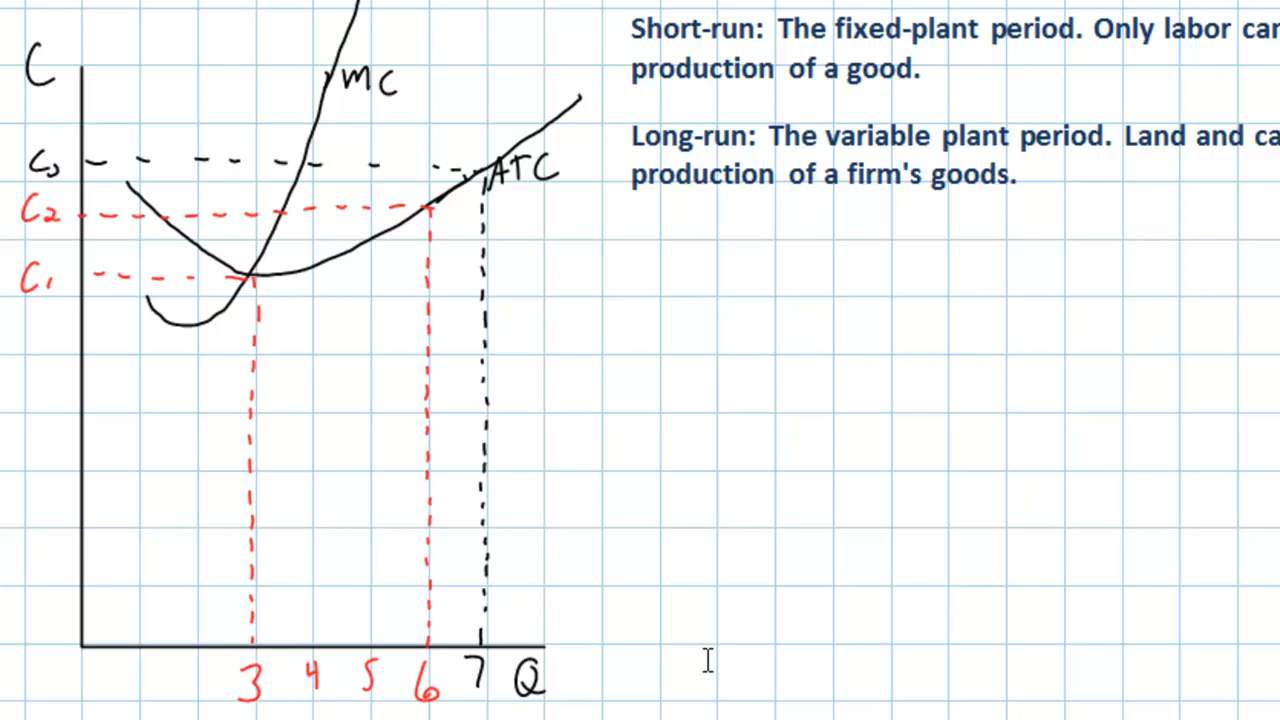 C
MC
Short-run: The fixed-plant period. Only labor can
production of a good.
Long-run: The variable plant period. Land and ca
production of a firm's goods.
C3
ATC
C2
C1
3 4 5 6 7 Q